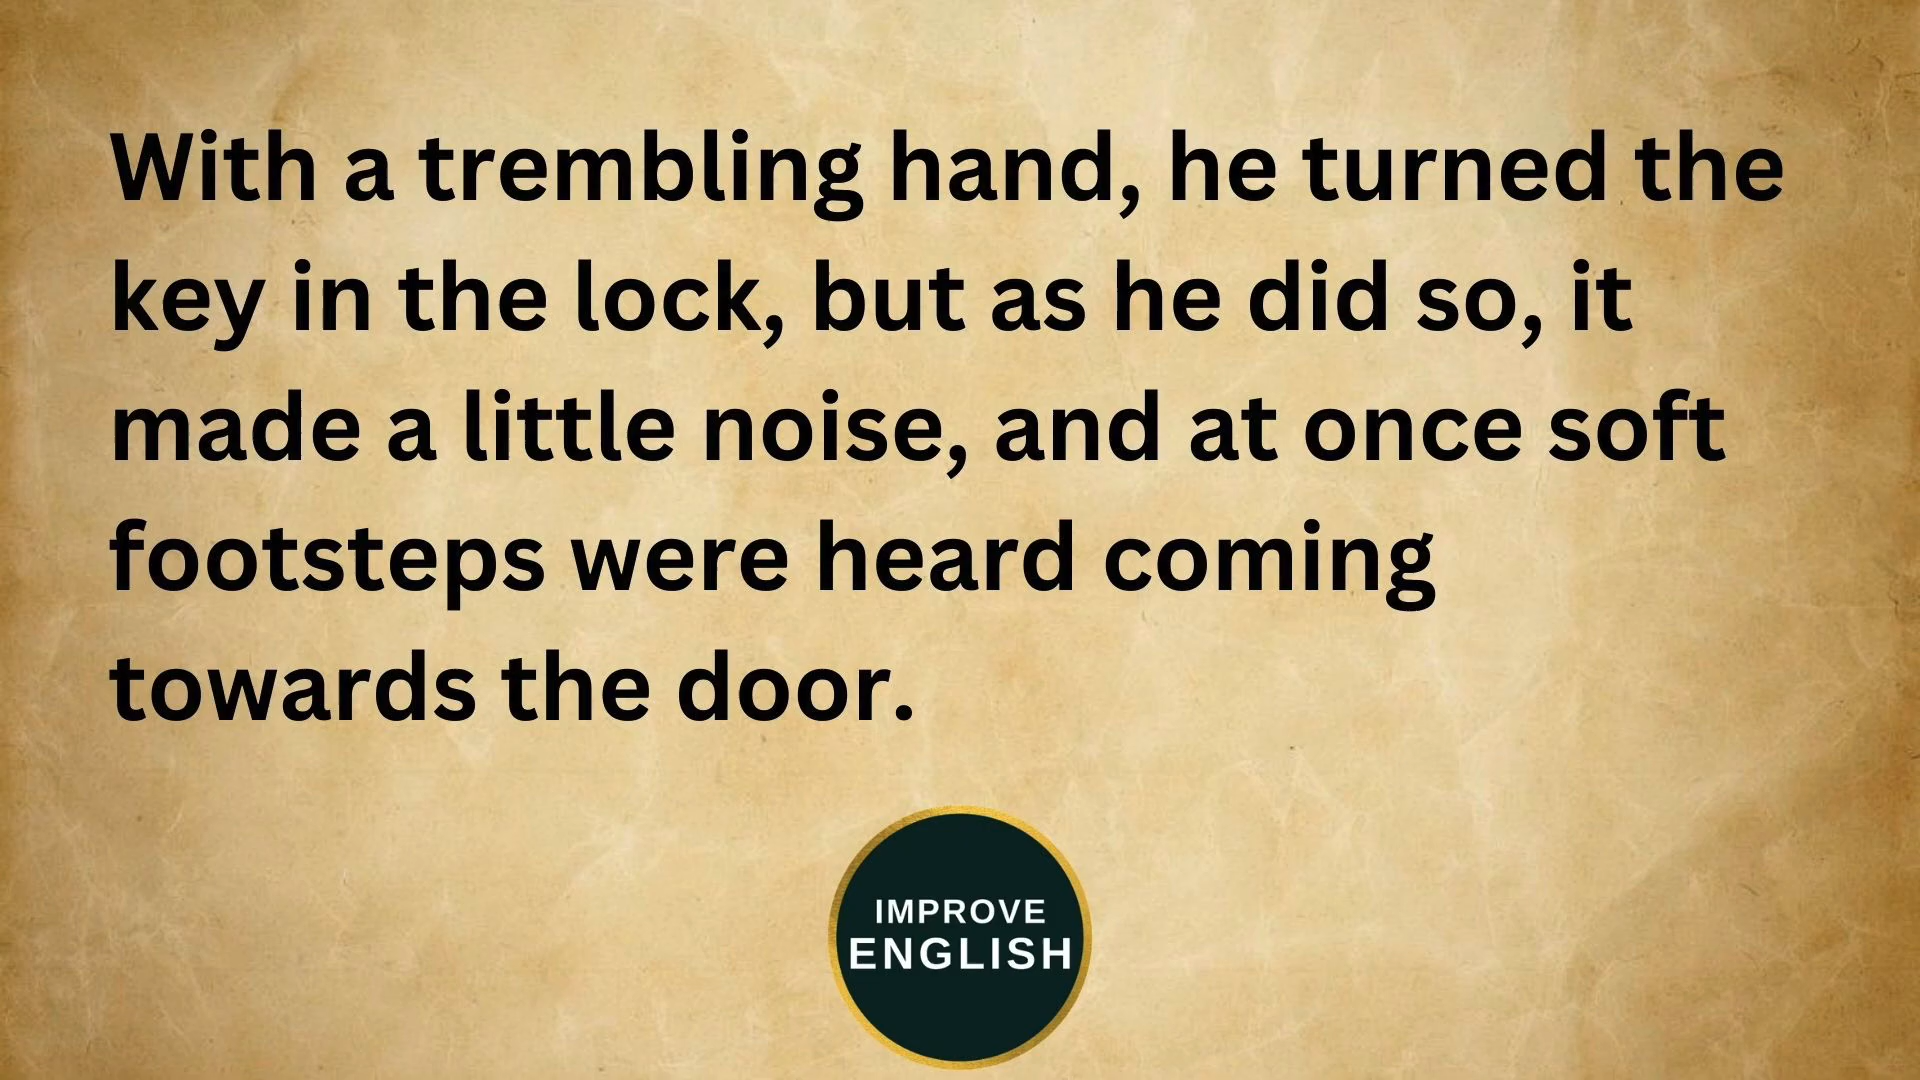 With a trembling hand, he turned the
key in the lock, but as he did so, it
made a little noise, and at once soft
footsteps were heard coming
towards the door.
IMPROVE
ENGLISH